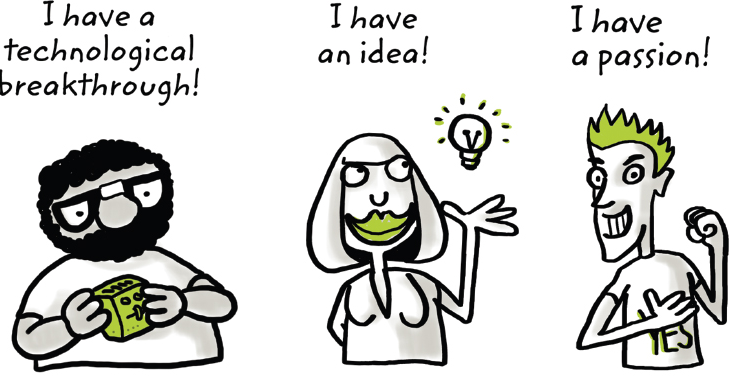 I have a
technological
breakthrough!
I have
an idea!
I have
a passion!
YES